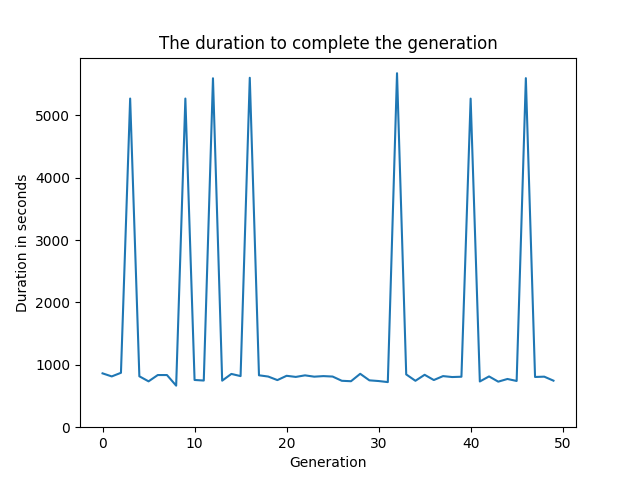 The duration to complete the generation
5000
4000
3000
2000
1000
0
Duration in seconds
0 10 20 30 40 50
Generation